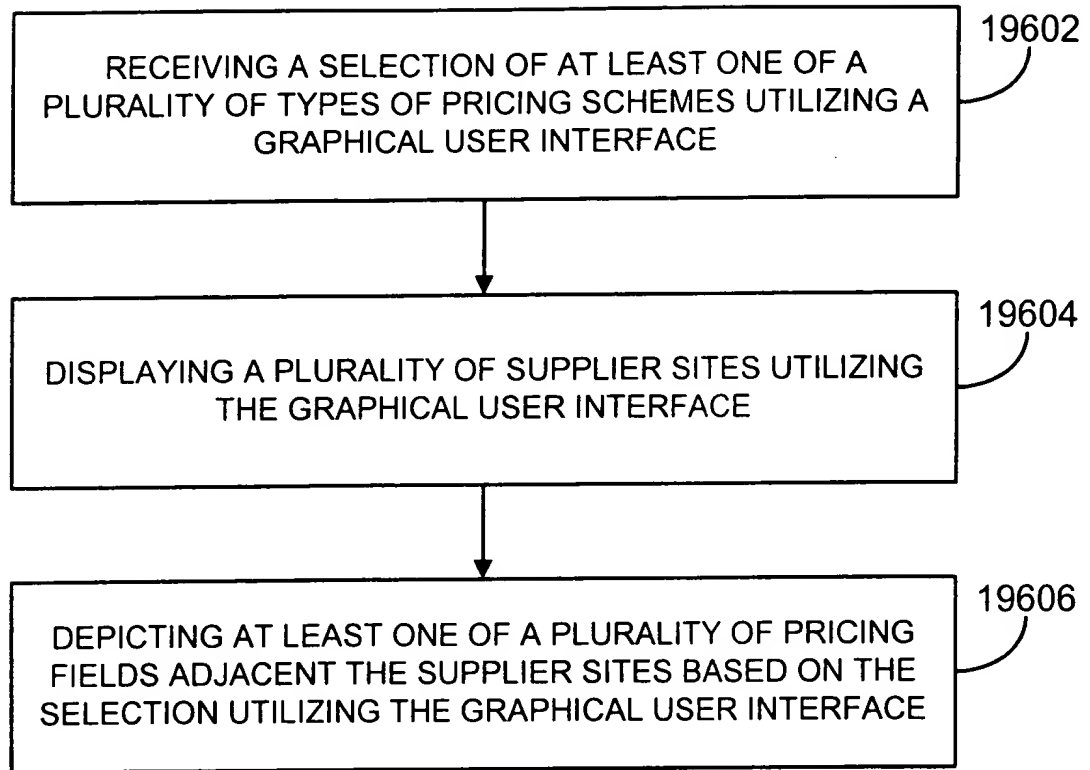 19602
RECEIVING A SELECTION OF AT LEAST ONE OF A
PLURALITY OF TYPES OF PRICING SCHEMES UTILIZING A
GRAPHICAL USER INTERFACE
19604
DISPLAYING A PLURALITY OF SUPPLIER SITES UTILIZING
THE GRAPHICAL USER INTERFACE
19606
DEPICTING AT LEAST ONE OF A PLURALITY OF PRICING
FIELDS ADJACENT THE SUPPLIER SITES BASED ON THE
SELECTION UTILIZING THE GRAPHICAL USER INTERFACE